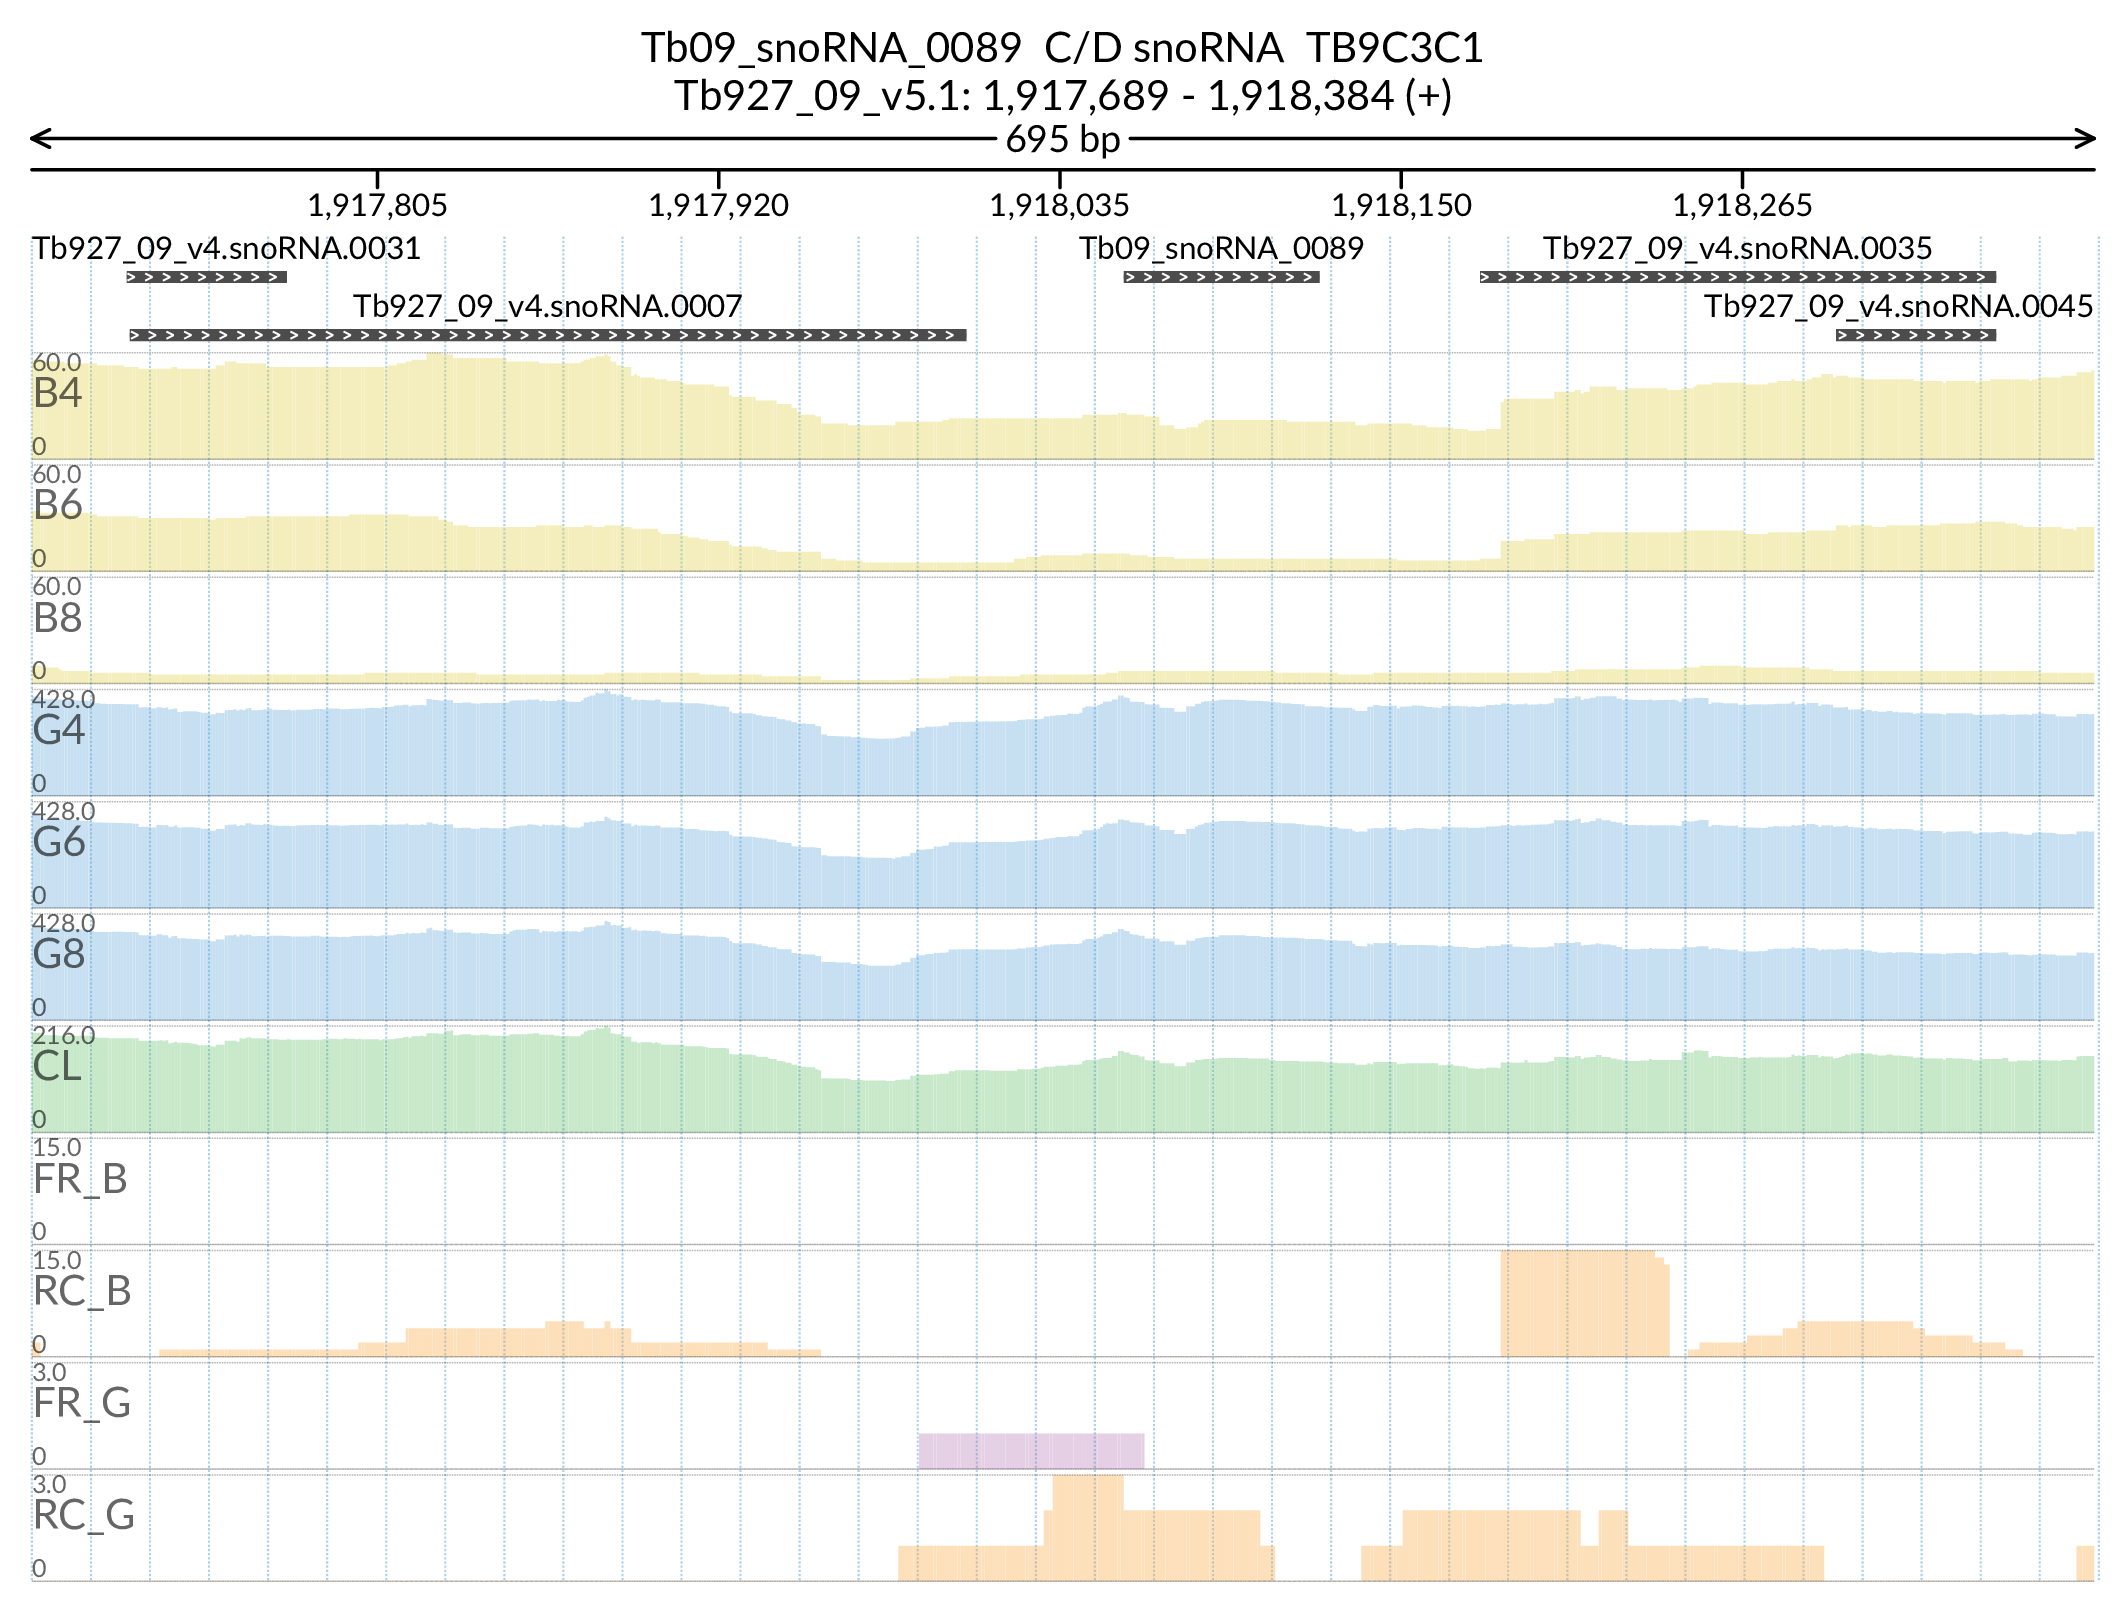 Tb09_snoRNA_0089 C/D snoRNA TB9C3C1
Tb927_09_v5.1: 1,917,689 - 1,918,384 (+)
695 bp
1,917,805 1,917,920 1,918,035 1,918,150 1,918,265
Tb927_09_v4.snoRNA.0031 Tb09_snoRNA_0089 Tb927_09_v4.snoRNA.0035
Tb927_09_v4.snoRNA.0007 Tb927_09_v4.snoRNA.0045
60.0
B4
0
60.0
B6
0
60.0
B8
0
428.0
G4
0
428.0
G6
0
428.0
G8
0
216.0
CL
0
15.0
FR_B
0
15.0
RC_B
0
3.0
FR_G
0
3.0
RC_G
0